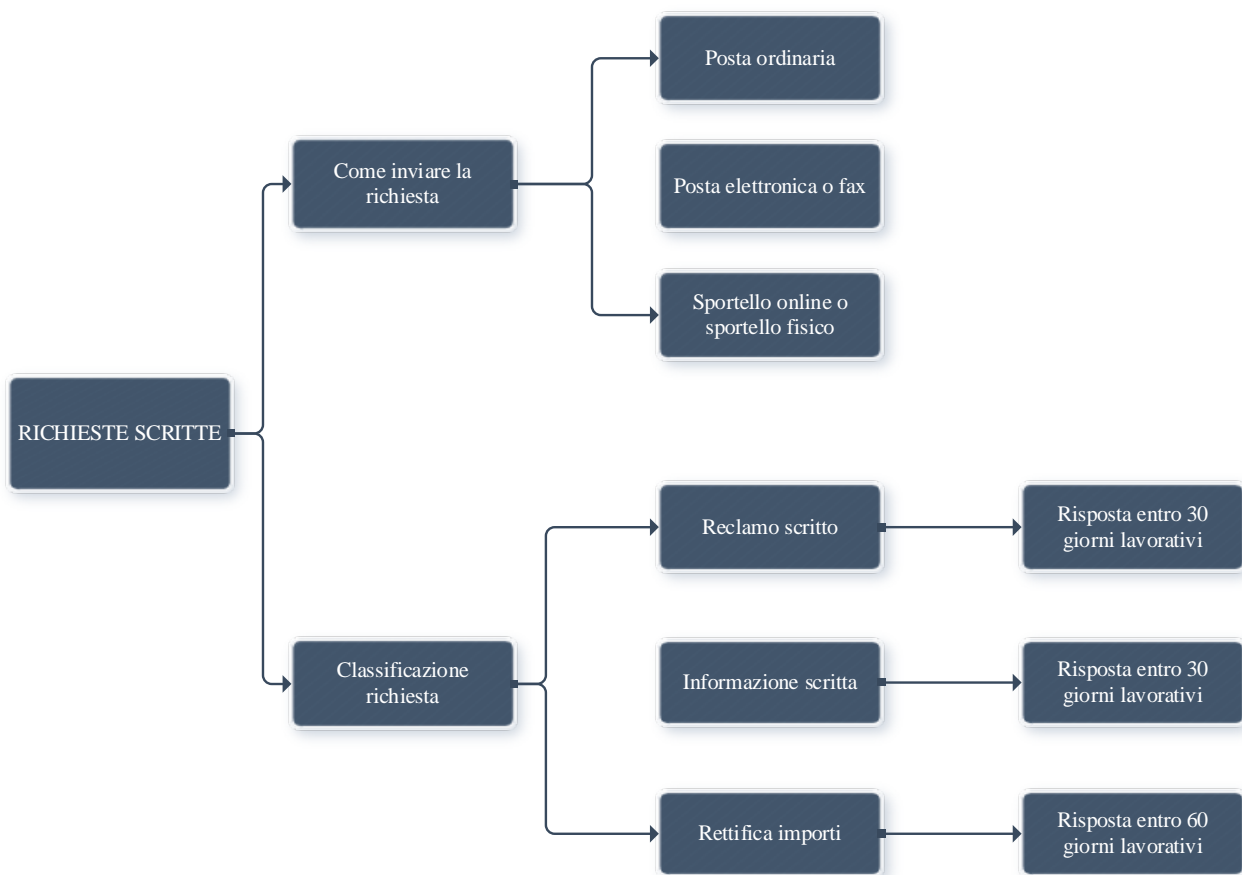 Posta ordinaria
Come inviare la
richiesta
Posta elettronica o fax
Sportello online o
sportello fisico
RICHIESTE SCRITTE
Reclamo scritto
Risposta entro 30
giorni lavorativi
Classificazione
richiesta
Informazione scritta
Risposta entro 30
giorni lavorativi
Rettifica importi
Risposta entro 60
giorni lavorativi